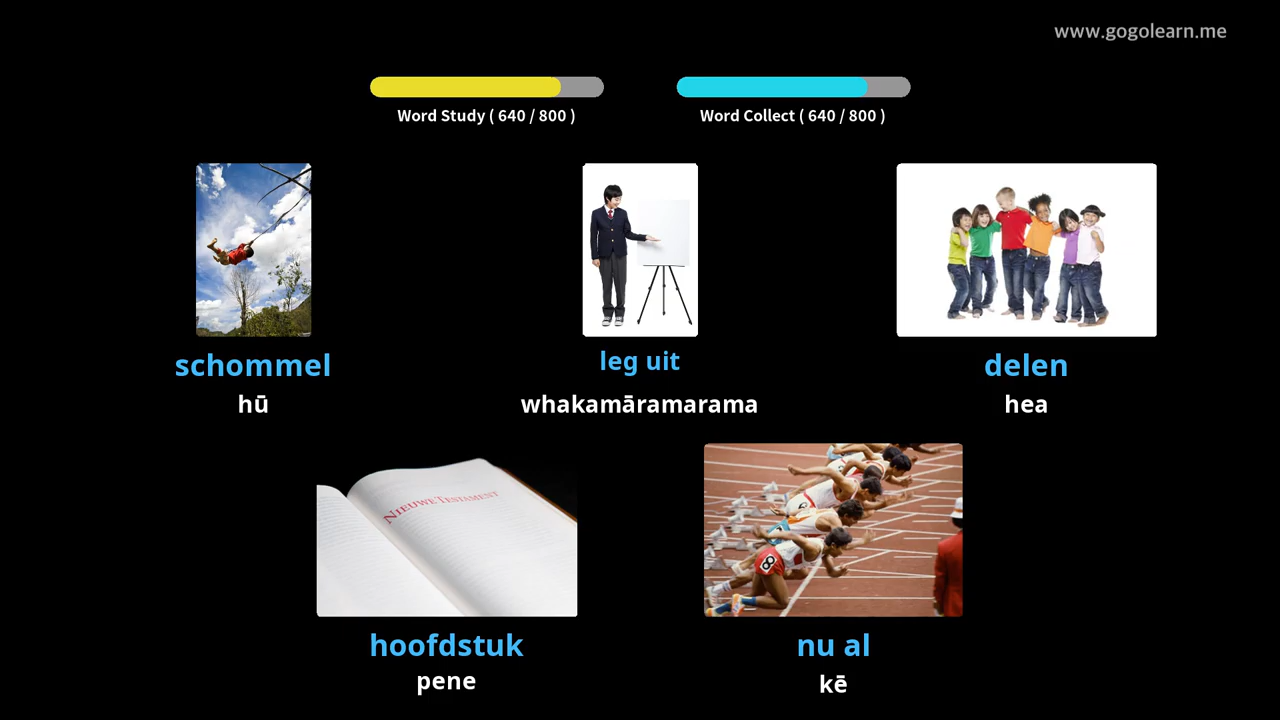 www.gogolearn.me
Word Study ( 640 / 800 )
Word Collect ( 640 / 800 )
schommel
hū
leg uit
whakamāramarama
delen
hea
NIEUWE TESTAMENT
hoofdstuk
pene
8
nu al
kē